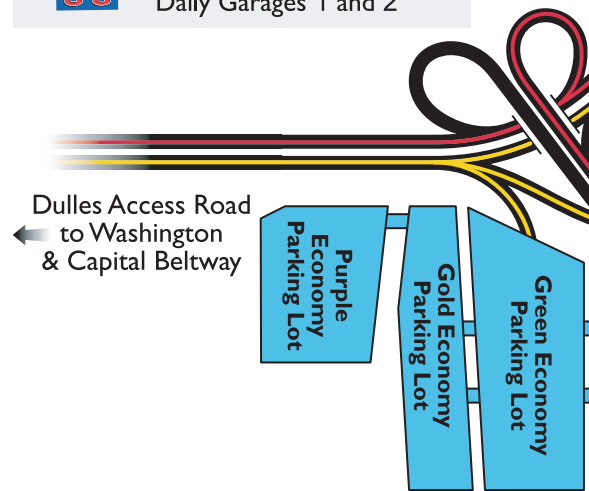 Daily Garages 1 and 2
Dulles Access Road
to Washington
& Capital Beltway
Purple
Economy
Parking Lot
Gold Economy
Parking Lot
Green Economy
Parking Lot